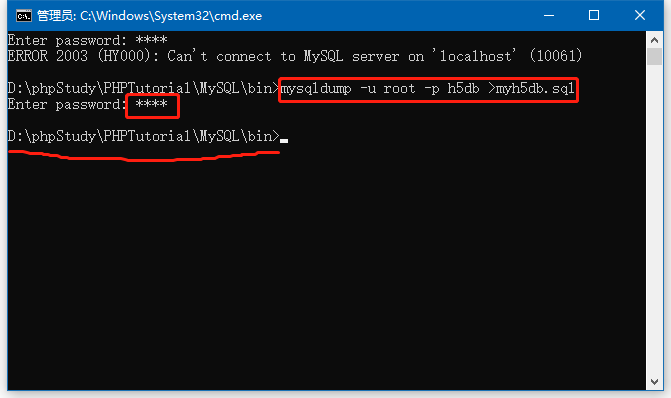 管理员: C:\Windows\System32\cmd.exe
Enter password: ****
ERROR 2003 (HY000): Can't connect to MySQL server on 'localhost' (10061)
D:\phpStudy\PHPTutorial\MySQL\bin>mysqldump -u root -p h5db >myh5db.sql
Enter password: ****
D:\phpStudy\PHPTutorial\MySQL\bin>